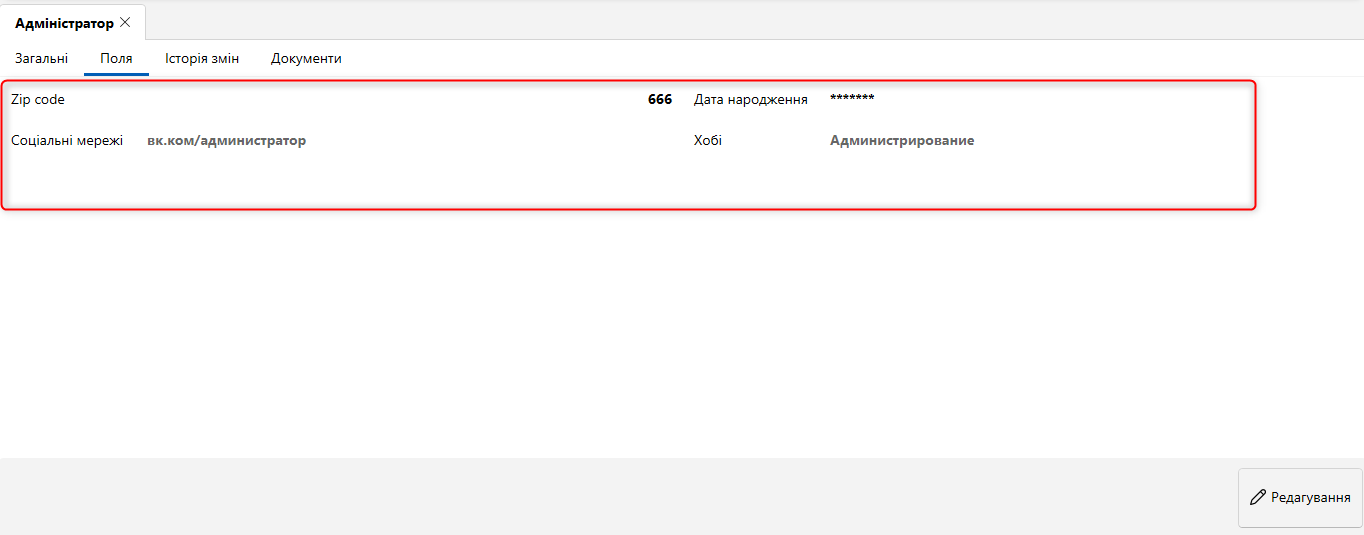 Адміністратор
Загальні Поля Історія змін Документи
Zip code 666 Дата народження *******
Соціальні мережі вк.ком/администратор Хобі Администрирование
Редагування